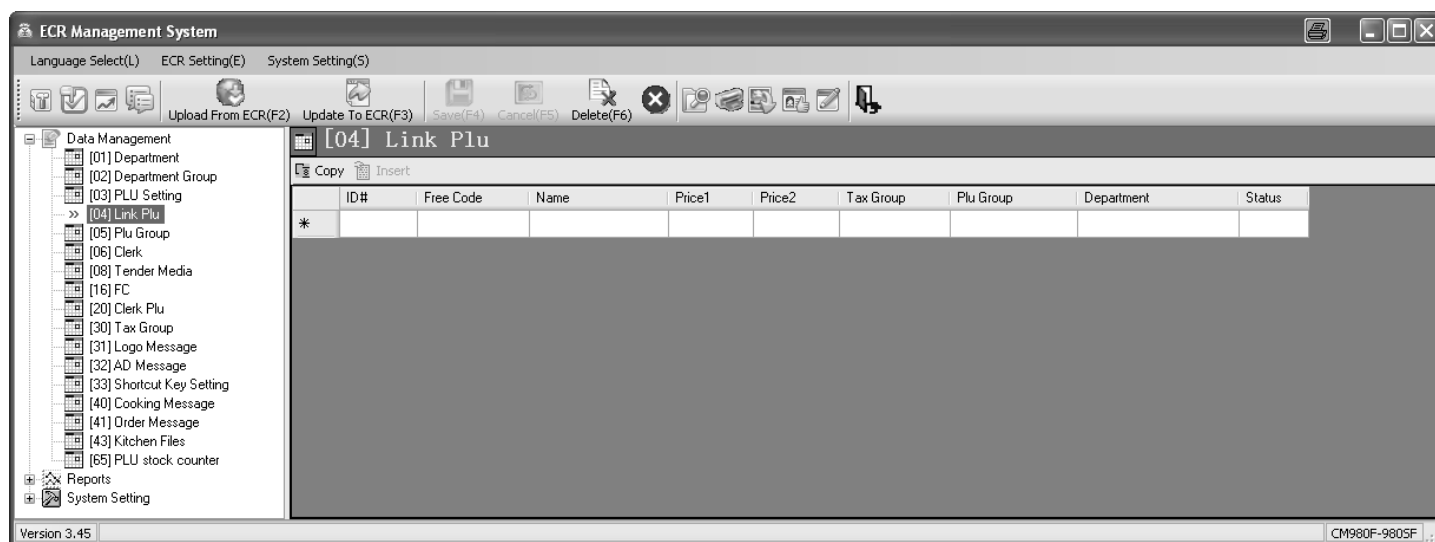 ECR Management System
Language Select(L) ECR Setting(E) System Setting(S)
Upload From ECR(F2) Update To ECR(F3) Save(F4) Cancel(F5) Delete(F6)
Data Management
[01] Department
[02] Department Group
[03] PLU Setting
[04] Link Plu
[05] Plu Group
[06] Clerk
[08] Tender Media
[16] FC
[20] Clerk Plu
[30] Tax Group
[31] Logo Message
[32] AD Message
[33] Shortcut Key Setting
[40] Cooking Message
[41] Order Message
[43] Kitchen Files
[65] PLU stock counter
Reports
System Setting
[04] Link Plu
Copy Insert
ID# Free Code Name Price1 Price2 Tax Group Plu Group Department Status
*
Version 3.45 CM980F-980SF